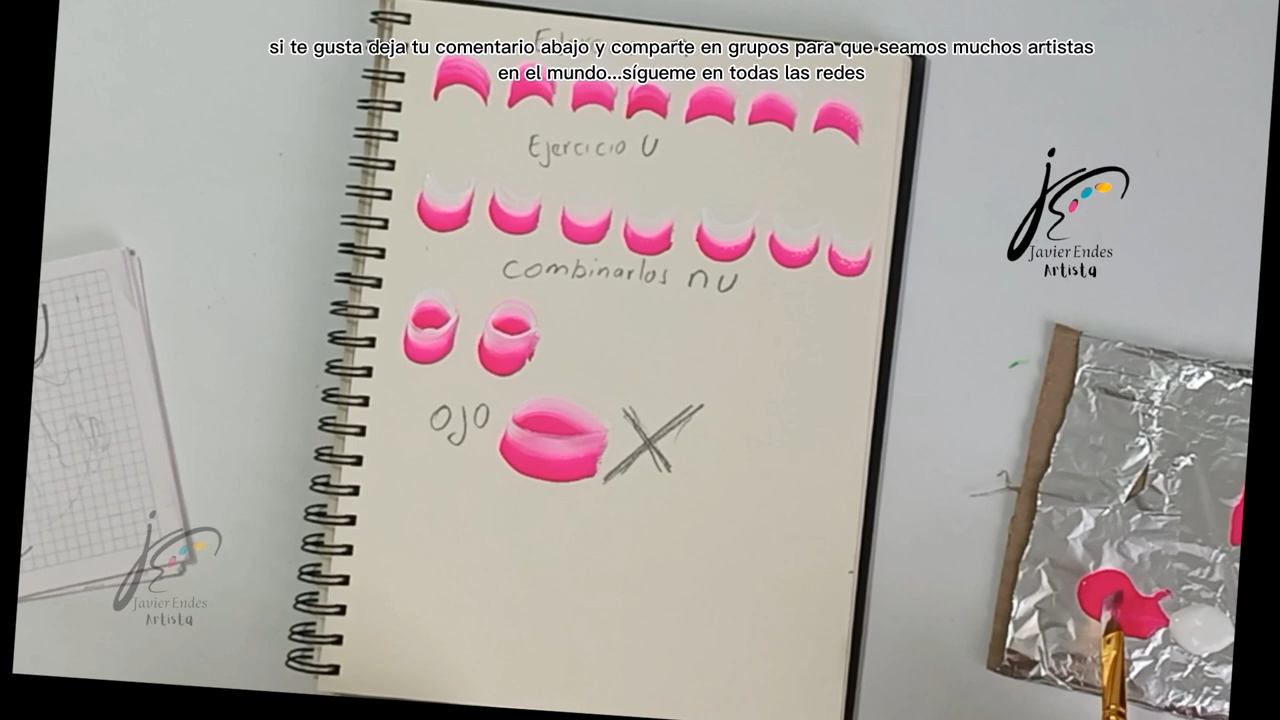 si te gusta deja tu comentario abajo y comparte en grupos para que seamos muchos artistas
en el mundo...sígueme en todas las redes
Ejercicio U
combinarlos nU
OJO
Javier Endes
Artista
Javier Endes
Artista